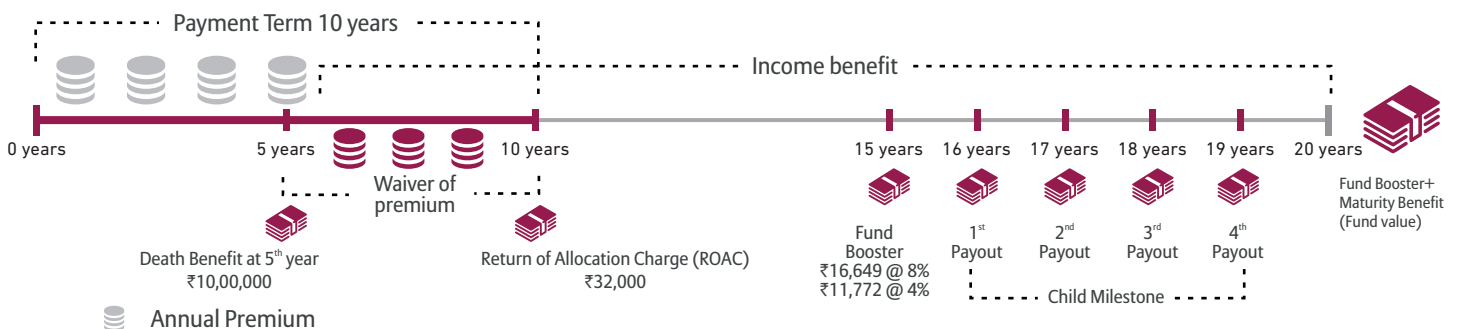 Payment Term 10 years
Income benefit
0 years
5 years
10 years
15 years
16 years
17 years
18 years
19 years
20 years
Waiver of
premium
Death Benefit at 5th year
₹10,00,000
Return of Allocation Charge (ROAC)
₹32,000
Fund
Booster
₹16,649 @ 8%
₹11,772 @ 4%
1st
Payout
2nd
Payout
3rd
Payout
4th
Payout
Child Milestone
Fund Booster+
Maturity Benefit
(Fund value)
Annual Premium